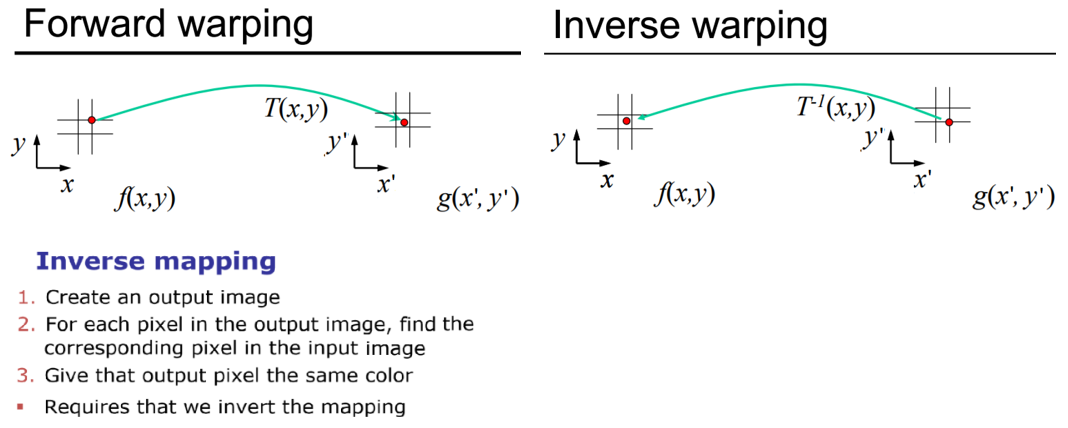 Forward warping
T(x,y)
y
x
f(x,y)
y'
x'
g(x', y')
Inverse warping
T⁻¹(x,y)
y
x
f(x,y)
y'
x'
g(x', y')
Inverse mapping
1. Create an output image
2. For each pixel in the output image, find the
corresponding pixel in the input image
3. Give that output pixel the same color
▪ Requires that we invert the mapping